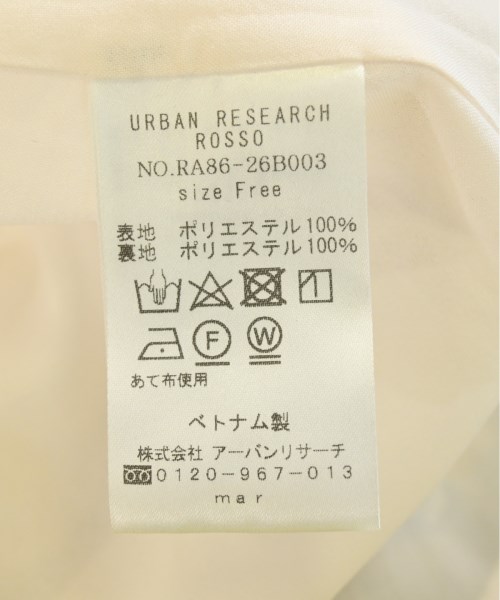 URBAN RESEARCH
ROSSO
NO.RA86-26B003
size Free
表地 ポリエステル100%
裏地 ポリエステル100%
F W
あて布使用
ベトナム製
株式会社 アーバンリサーチ
0120-967-013
mar